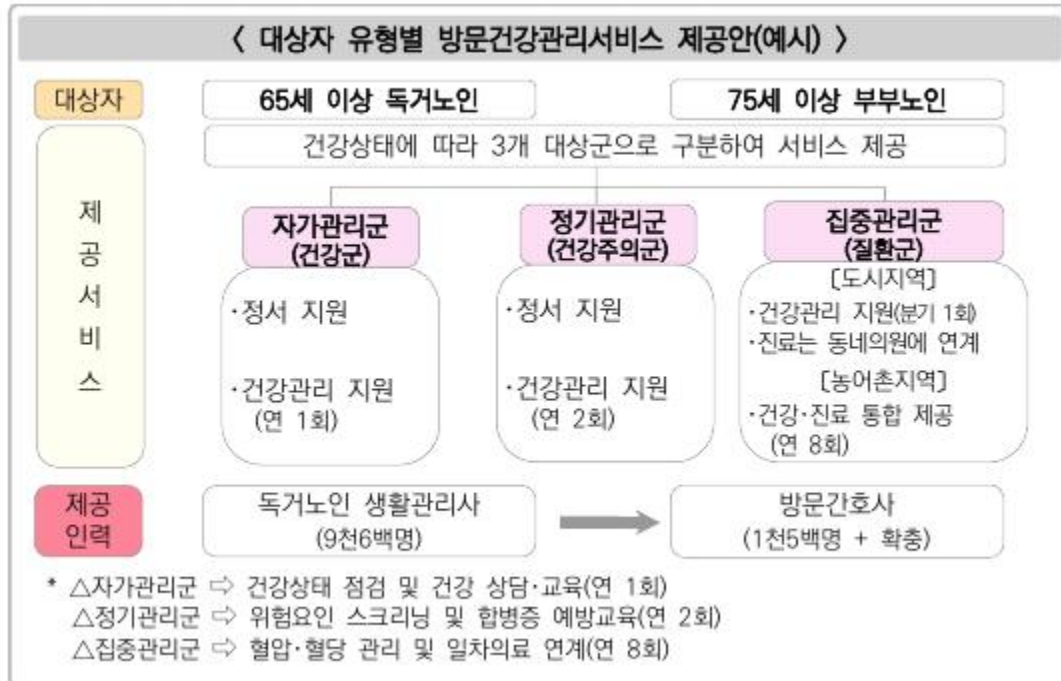 < 대상자 유형별 방문건강관리서비스 제공안(예시) >
대상자
65세 이상 독거노인
75세 이상 부부노인
제공서비스
건강상태에 따라 3개 대상군으로 구분하여 서비스 제공
자가관리군
(건강군)
·정서 지원
·건강관리 지원
(연 1회)
정기관리군
(건강주의군)
·정서 지원
·건강관리 지원
(연 2회)
집중관리군
(질환군)
[도시지역]
·건강관리 지원(분기 1회)
·진료는 동네의원에 연계
[농어촌지역]
·건강·진료 통합 제공
(연 8회)
제공
인력
독거노인 생활관리사
(9천6백명)
방문간호사
(1천5백명 + 확충)
* △자가관리군 ⇨ 건강상태 점검 및 건강 상담·교육(연 1회)
△정기관리군 ⇨ 위험요인 스크리닝 및 합병증 예방교육(연 2회)
△집중관리군 ⇨ 혈압·혈당 관리 및 일차의료 연계(연 8회)